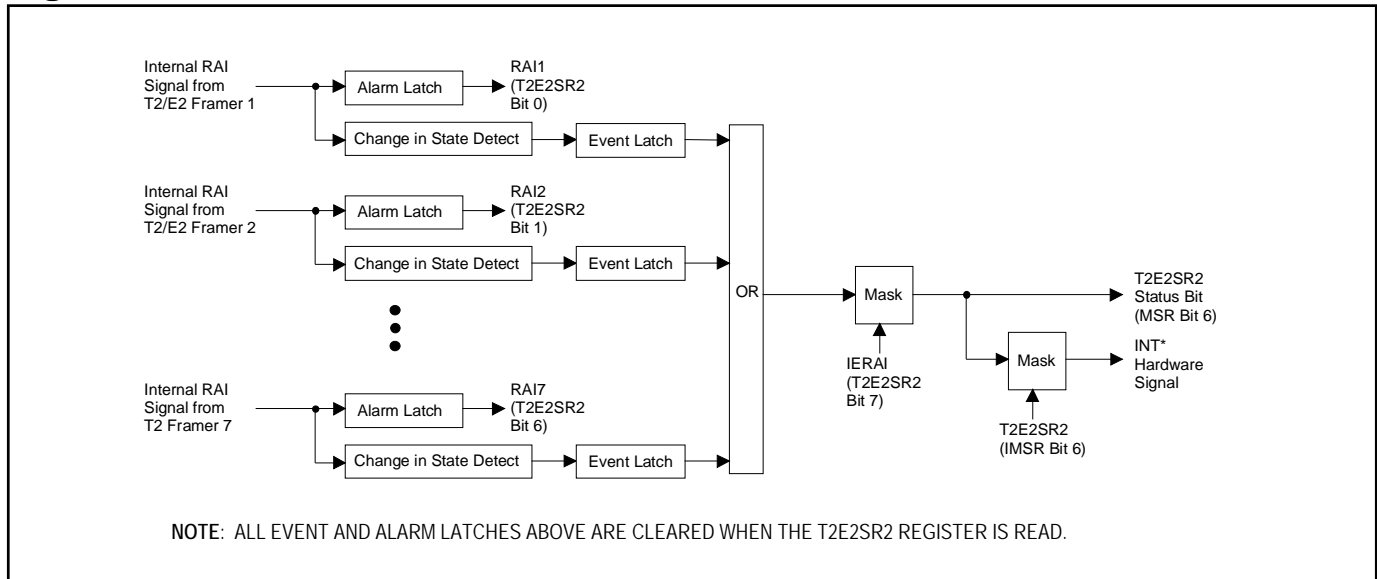 Internal RAI
Signal from
T2/E2 Framer 1
Alarm Latch
RAI1
(T2E2SR2
Bit 0)
Change in State Detect
Event Latch
Internal RAI
Signal from
T2/E2 Framer 2
Alarm Latch
RAI2
(T2E2SR2
Bit 1)
Change in State Detect
Event Latch
OR
Mask
T2E2SR2
Status Bit
(MSR Bit 6)
IERAI
(T2E2SR2
Bit 7)
Mask
INT*
Hardware
Signal
T2E2SR2
(IMSR Bit 6)
Internal RAI
Signal from
T2 Framer 7
Alarm Latch
RAI7
(T2E2SR2
Bit 6)
Change in State Detect
Event Latch
NOTE: ALL EVENT AND ALARM LATCHES ABOVE ARE CLEARED WHEN THE T2E2SR2 REGISTER IS READ.